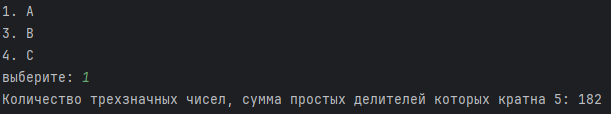 1. A
3. B
4. C
выберите: 1
Количество трехзначных чисел, сумма простых делителей которых кратна 5: 182